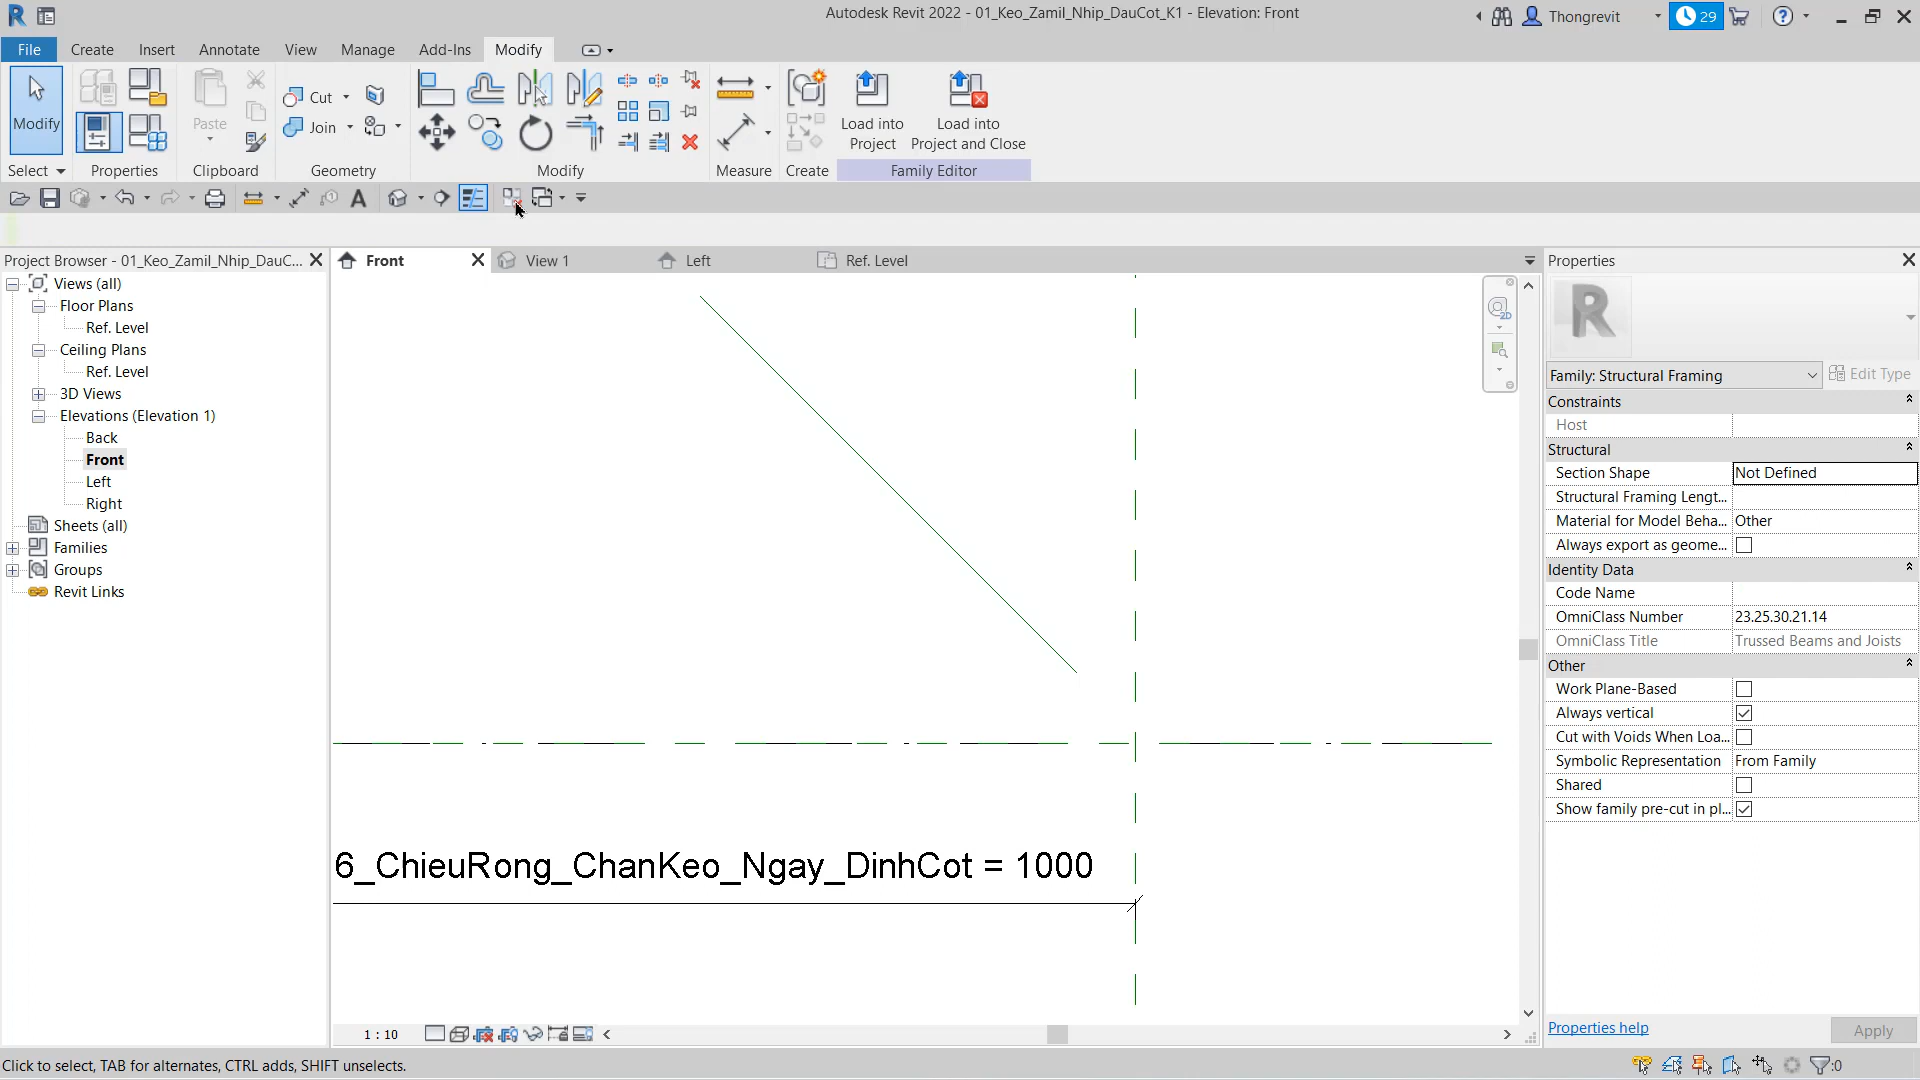 Autodesk Revit 2022 - 01_Keo_Zamil_Nhip_DauCot_K1 - Elevation: Front
Thongrevit
29
File Create Insert Annotate View Manage Add-Ins Modify
Modify
Paste
Cut
Join
Load into Project
Load into Project and Close
Select Properties Clipboard Geometry Modify Measure Create Family Editor
Project Browser - 01_Keo_Zamil_Nhip_DauC...
Views (all)
Floor Plans
Ref. Level
Ceiling Plans
Ref. Level
3D Views
Elevations (Elevation 1)
Back
Front
Left
Right
Sheets (all)
Families
Groups
Revit Links
Front View 1 Left Ref. Level
2D
6_ChieuRong_ChanKeo_Ngay_DinhCot = 1000
1 : 10
Properties
Family: Structural Framing Edit Type
Constraints
Host
Structural
Section Shape Not Defined
Structural Framing Lengt...
Material for Model Beha... Other
Always export as geome...
Identity Data
Code Name
OmniClass Number 23.25.30.21.14
OmniClass Title Trussed Beams and Joists
Other
Work Plane-Based
Always vertical
Cut with Voids When Loa...
Symbolic Representation From Family
Shared
Show family pre-cut in pl...
Properties help Apply
Click to select, TAB for alternates, CTRL adds, SHIFT unselects.
:0